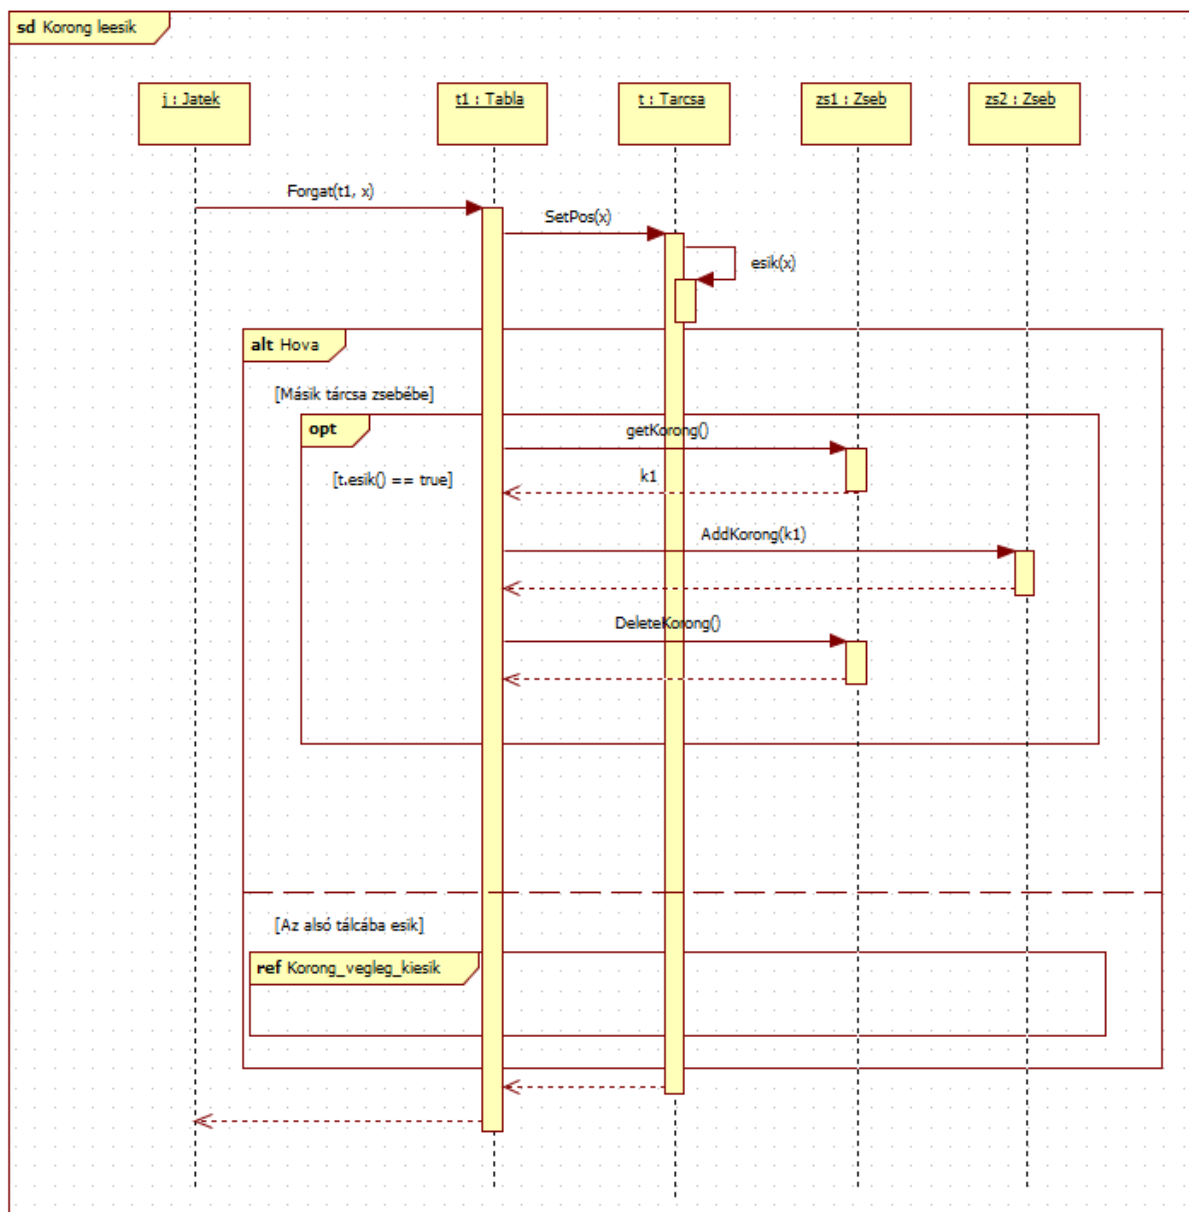 sd Korong leesik
j : Jatek
t1 : Tabla
t : Tarcsa
zs1 : Zseb
zs2 : Zseb
Forgat(t1, x)
SetPos(x)
esik(x)
alt Hova
[Másik tárcsa zsebébe]
opt
getKorong()
[t.esik() == true]
k1
AddKorong(k1)
DeleteKorong()
[Az alsó tálcába esik]
ref Korong_vegleg_kiesik